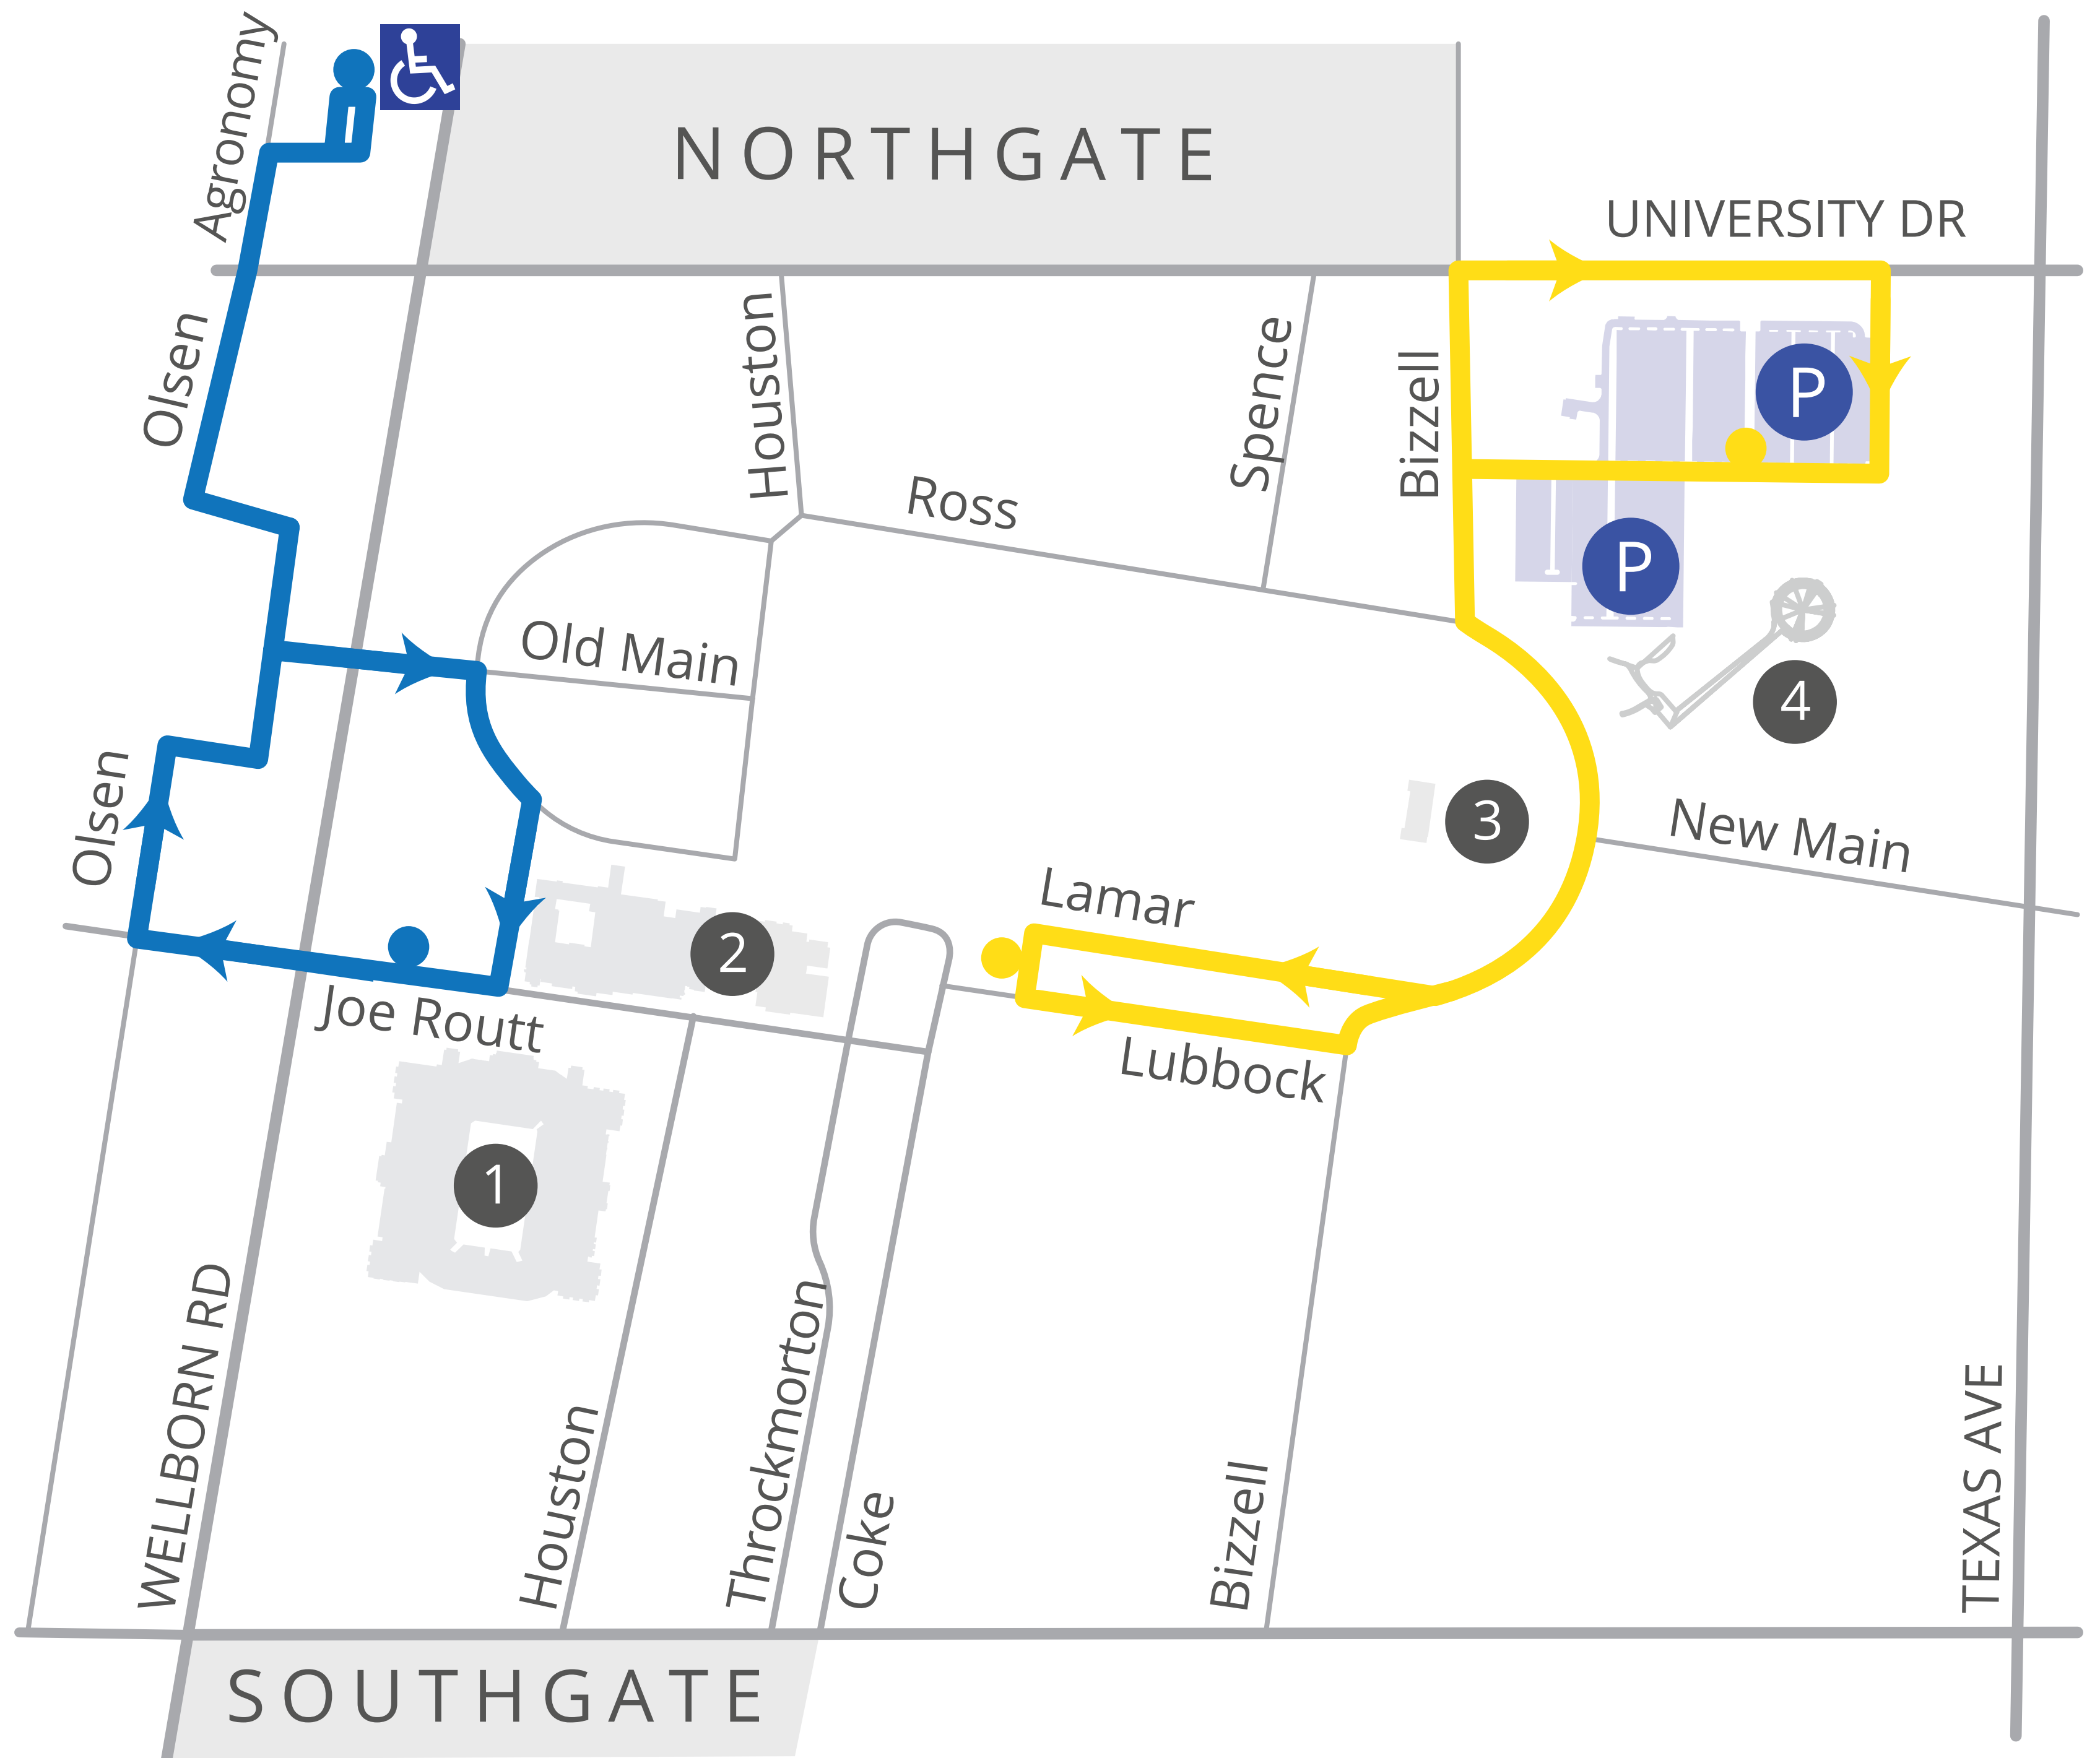 Agronomy
NORTHGATE
UNIVERSITY DR
Olsen
Houston
Spence
Bizzell
P
Ross
P
Old Main
4
Olsen
3
New Main
Lamar
2
Joe Routt
Lubbock
1
WELLBORN RD
Houston
Throckmorton
Coke
Bizzell
TEXAS AVE
SOUTHGATE